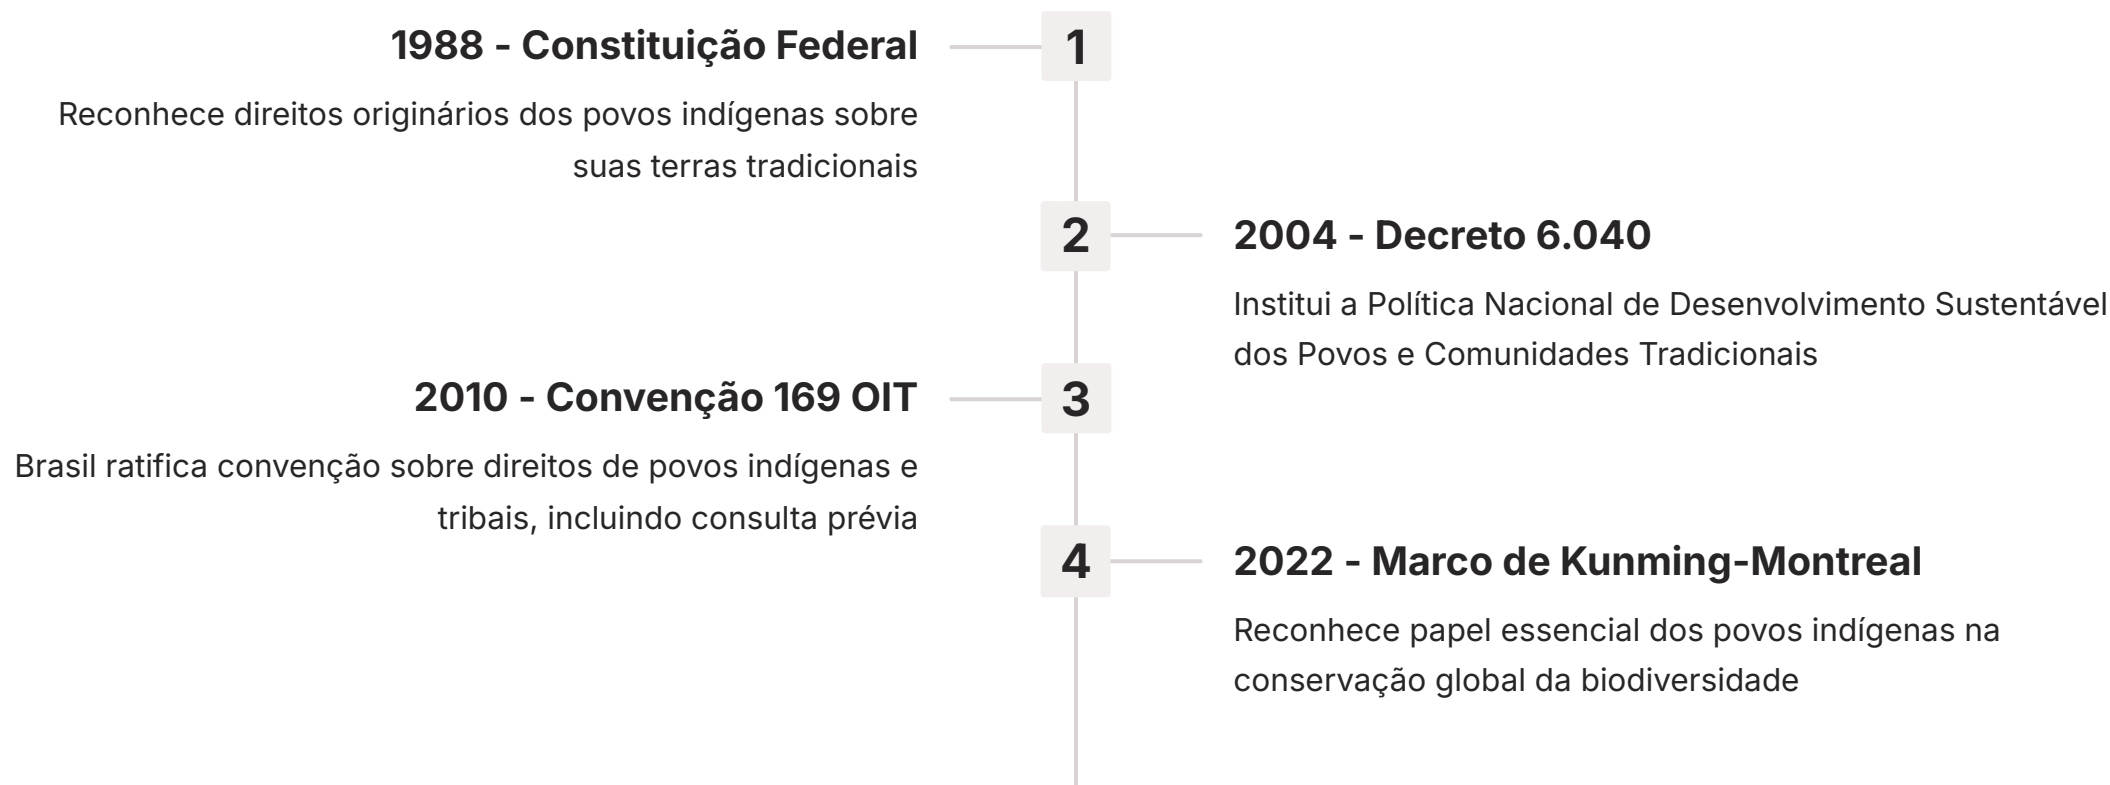 1988 - Constituição Federal
1
Reconhece direitos originários dos povos indígenas sobre
suas terras tradicionais
2
2004 - Decreto 6.040
Institui a Política Nacional de Desenvolvimento Sustentável
dos Povos e Comunidades Tradicionais
2010 - Convenção 169 OIT
3
Brasil ratifica convenção sobre direitos de povos indígenas e
tribais, incluindo consulta prévia
4
2022 - Marco de Kunming-Montreal
Reconhece papel essencial dos povos indígenas na
conservação global da biodiversidade